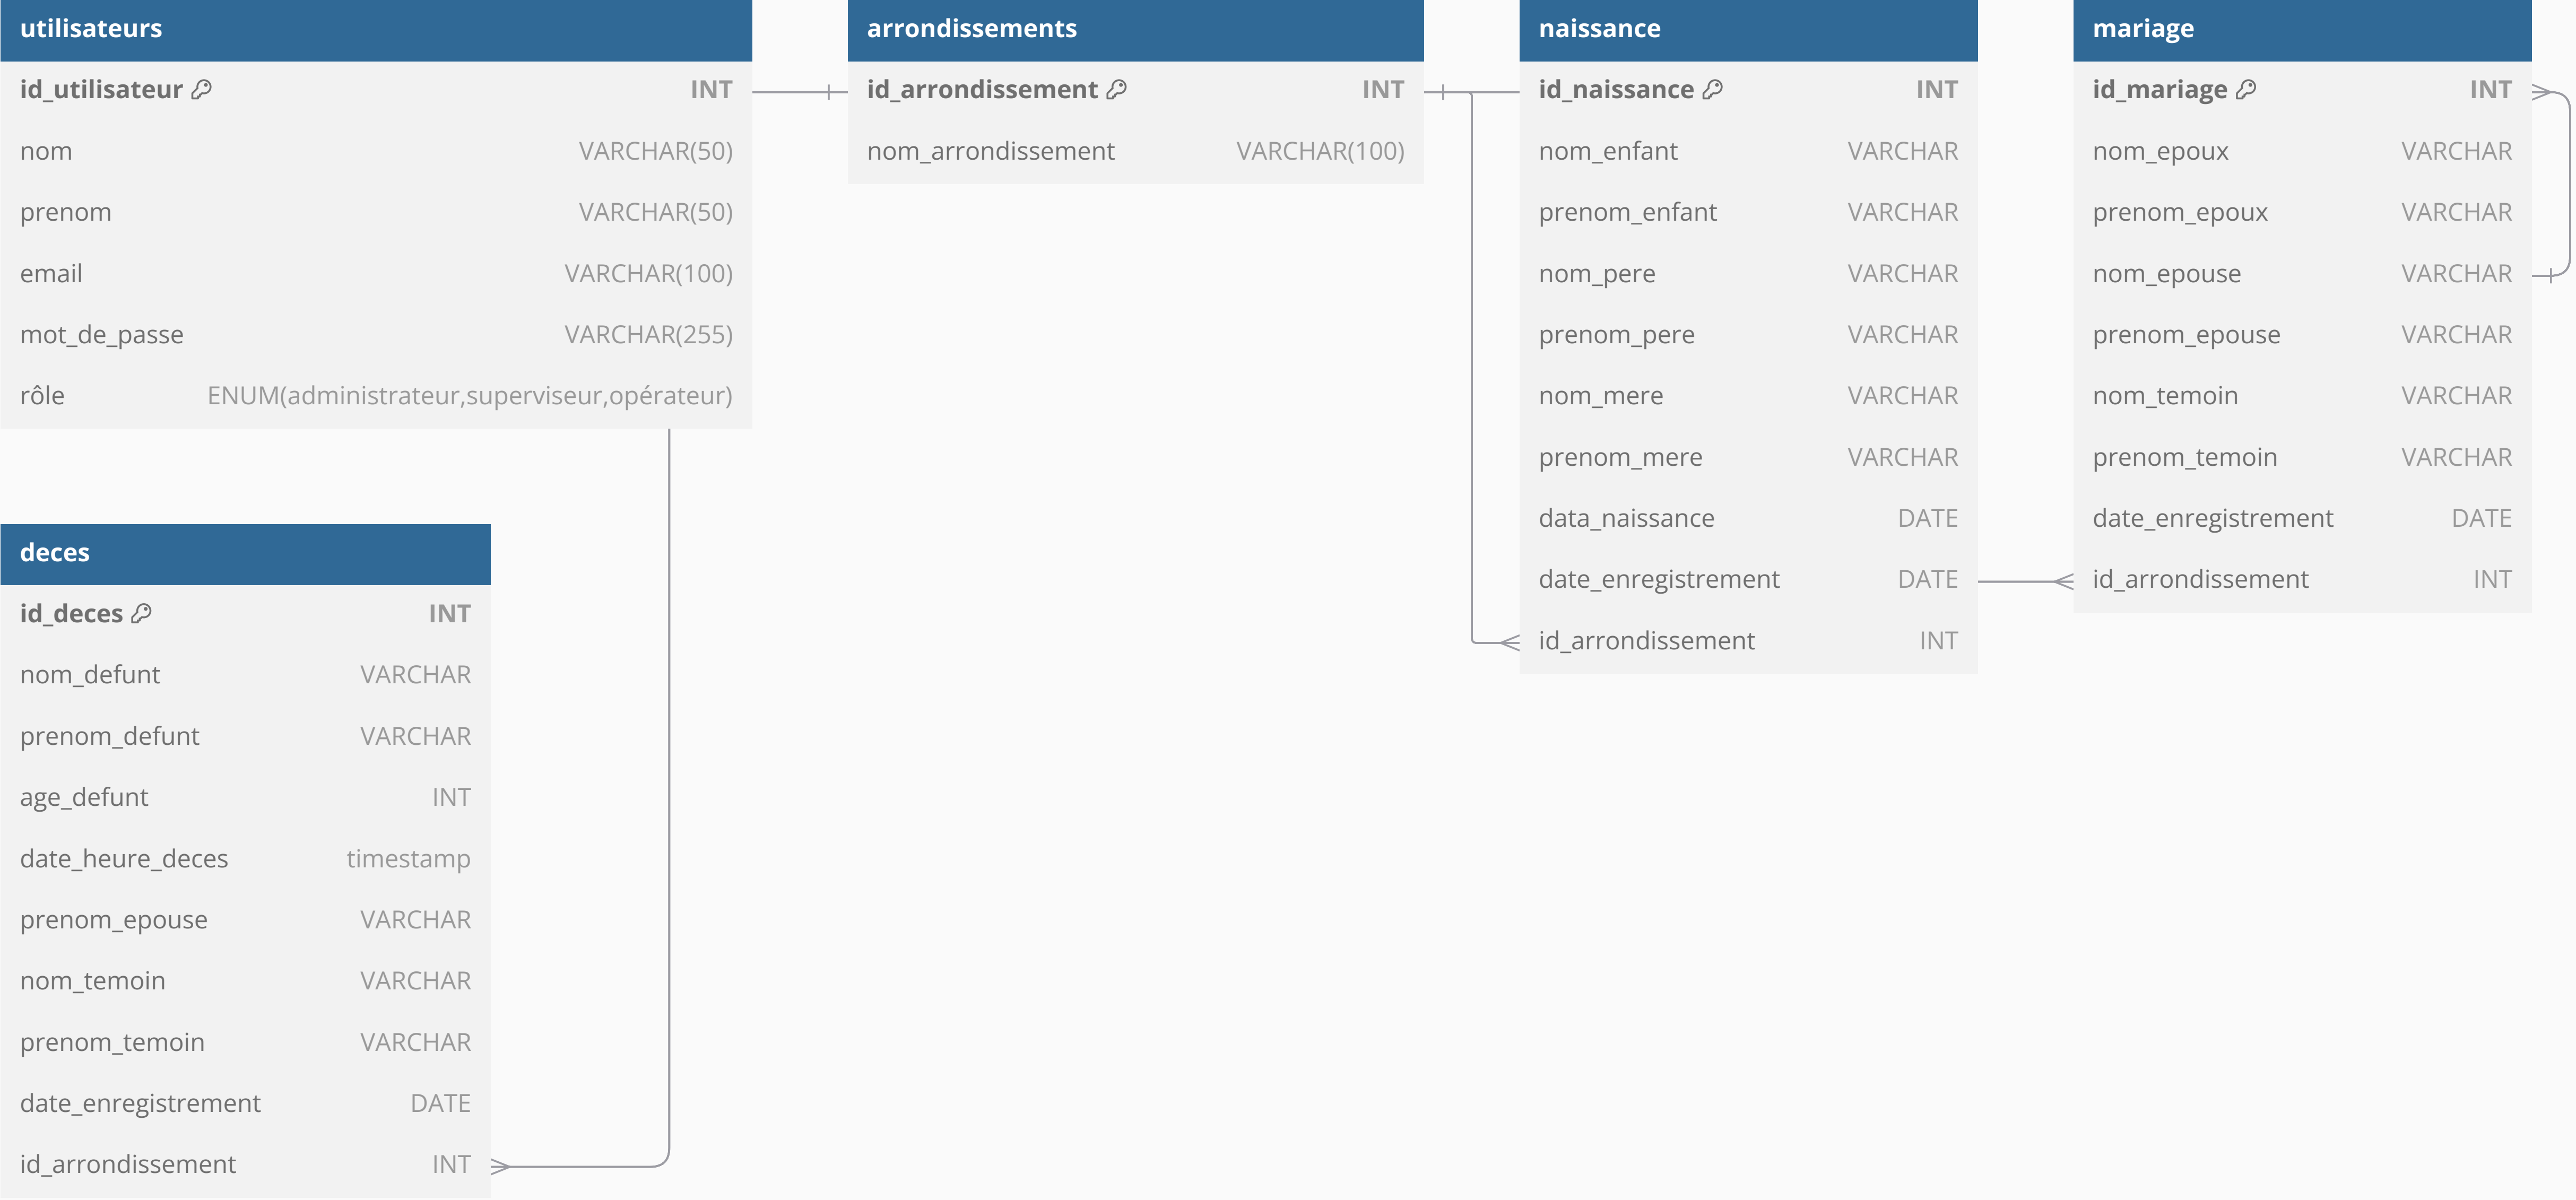 utilisateurs
id_utilisateur INT
nom VARCHAR(50)
prenom VARCHAR(50)
email VARCHAR(100)
mot_de_passe VARCHAR(255)
rôle ENUM(administrateur,superviseur,opérateur)
arrondissements
id_arrondissement INT
nom_arrondissement VARCHAR(100)
naissance
id_naissance INT
nom_enfant VARCHAR
prenom_enfant VARCHAR
nom_pere VARCHAR
prenom_pere VARCHAR
nom_mere VARCHAR
prenom_mere VARCHAR
data_naissance DATE
date_enregistrement DATE
id_arrondissement INT
mariage
id_mariage INT
nom_epoux VARCHAR
prenom_epoux VARCHAR
nom_epouse VARCHAR
prenom_epouse VARCHAR
nom_temoin VARCHAR
prenom_temoin VARCHAR
date_enregistrement DATE
id_arrondissement INT
deces
id_deces INT
nom_defunt VARCHAR
prenom_defunt VARCHAR
age_defunt INT
date_heure_deces timestamp
prenom_epouse VARCHAR
nom_temoin VARCHAR
prenom_temoin VARCHAR
date_enregistrement DATE
id_arrondissement INT